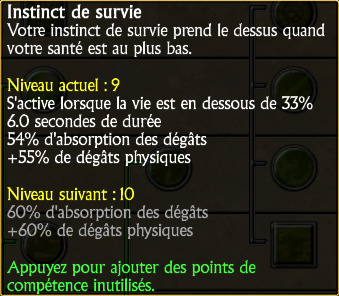 Instinct de survie
Votre instinct de survie prend le dessus quand
votre santé est au plus bas.
Niveau actuel : 9
S'active lorsque la vie est en dessous de 33%
6.0 secondes de durée
54% d'absorption des dégâts
+55% de dégâts physiques
Niveau suivant : 10
60% d'absorption des dégâts
+60% de dégâts physiques
Appuyez pour ajouter des points de
compétence inutilisés.